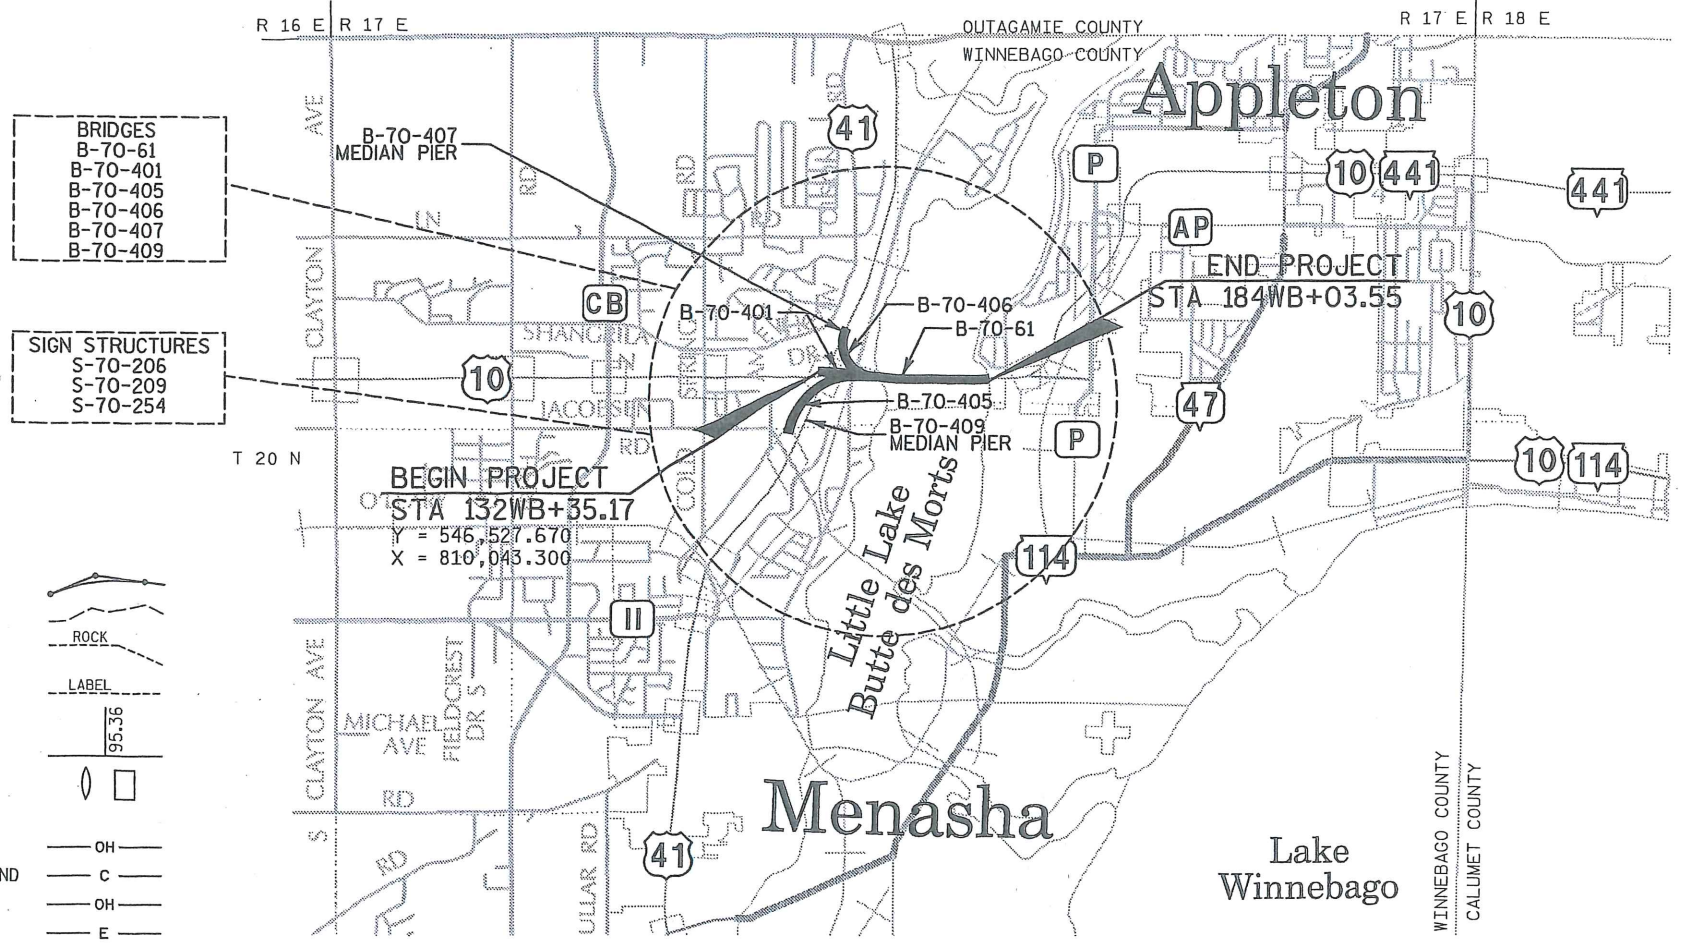 R 16 E R 17 E
R 17 E R 18 E
OUTAGAMIE COUNTY
WINNEBAGO COUNTY
Appleton
BRIDGES
B-70-61
B-70-401
B-70-405
B-70-406
B-70-407
B-70-409
SIGN STRUCTURES
S-70-206
S-70-209
S-70-254
B-70-407
MEDIAN PIER
AVE
CLAYTON
RD
LN
RD
RD
RD
41
P
10
441
441
AP
END PROJECT
STA 184WB+03.55
CB
B-70-401
B-70-406
B-70-61
SHANGRILA
LN
DR
10
10
JACOBSEN
RD
COLD
B-70-405
B-70-409
MEDIAN PIER
P
47
T 20 N
BEGIN PROJECT
STA 132WB+35.17
Y = 546,527.670
X = 810,043.300
10
114
114
Little Lake
Butte des Morts
II
ROCK
LABEL
95.36
S CLAYTON AVE
MICHAEL
AVE
FIELDCREST
DR S
RD
RD
ULLAR RD
Menasha
41
Lake
Winnebago
WINNEBAGO COUNTY
CALUMET COUNTY
OH
ND
C
OH
E